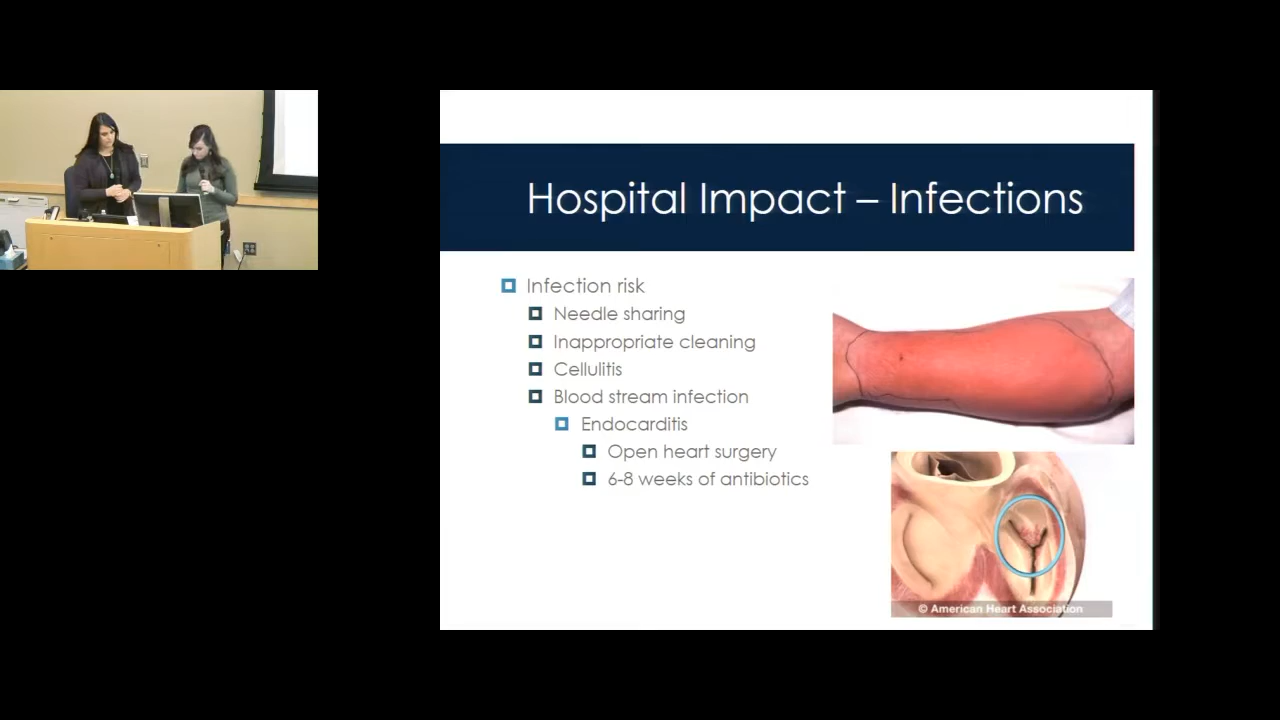 Hospital Impact – Infections
Infection risk
Needle sharing
Inappropriate cleaning
Cellulitis
Blood stream infection
Endocarditis
Open heart surgery
6-8 weeks of antibiotics
© American Heart Association